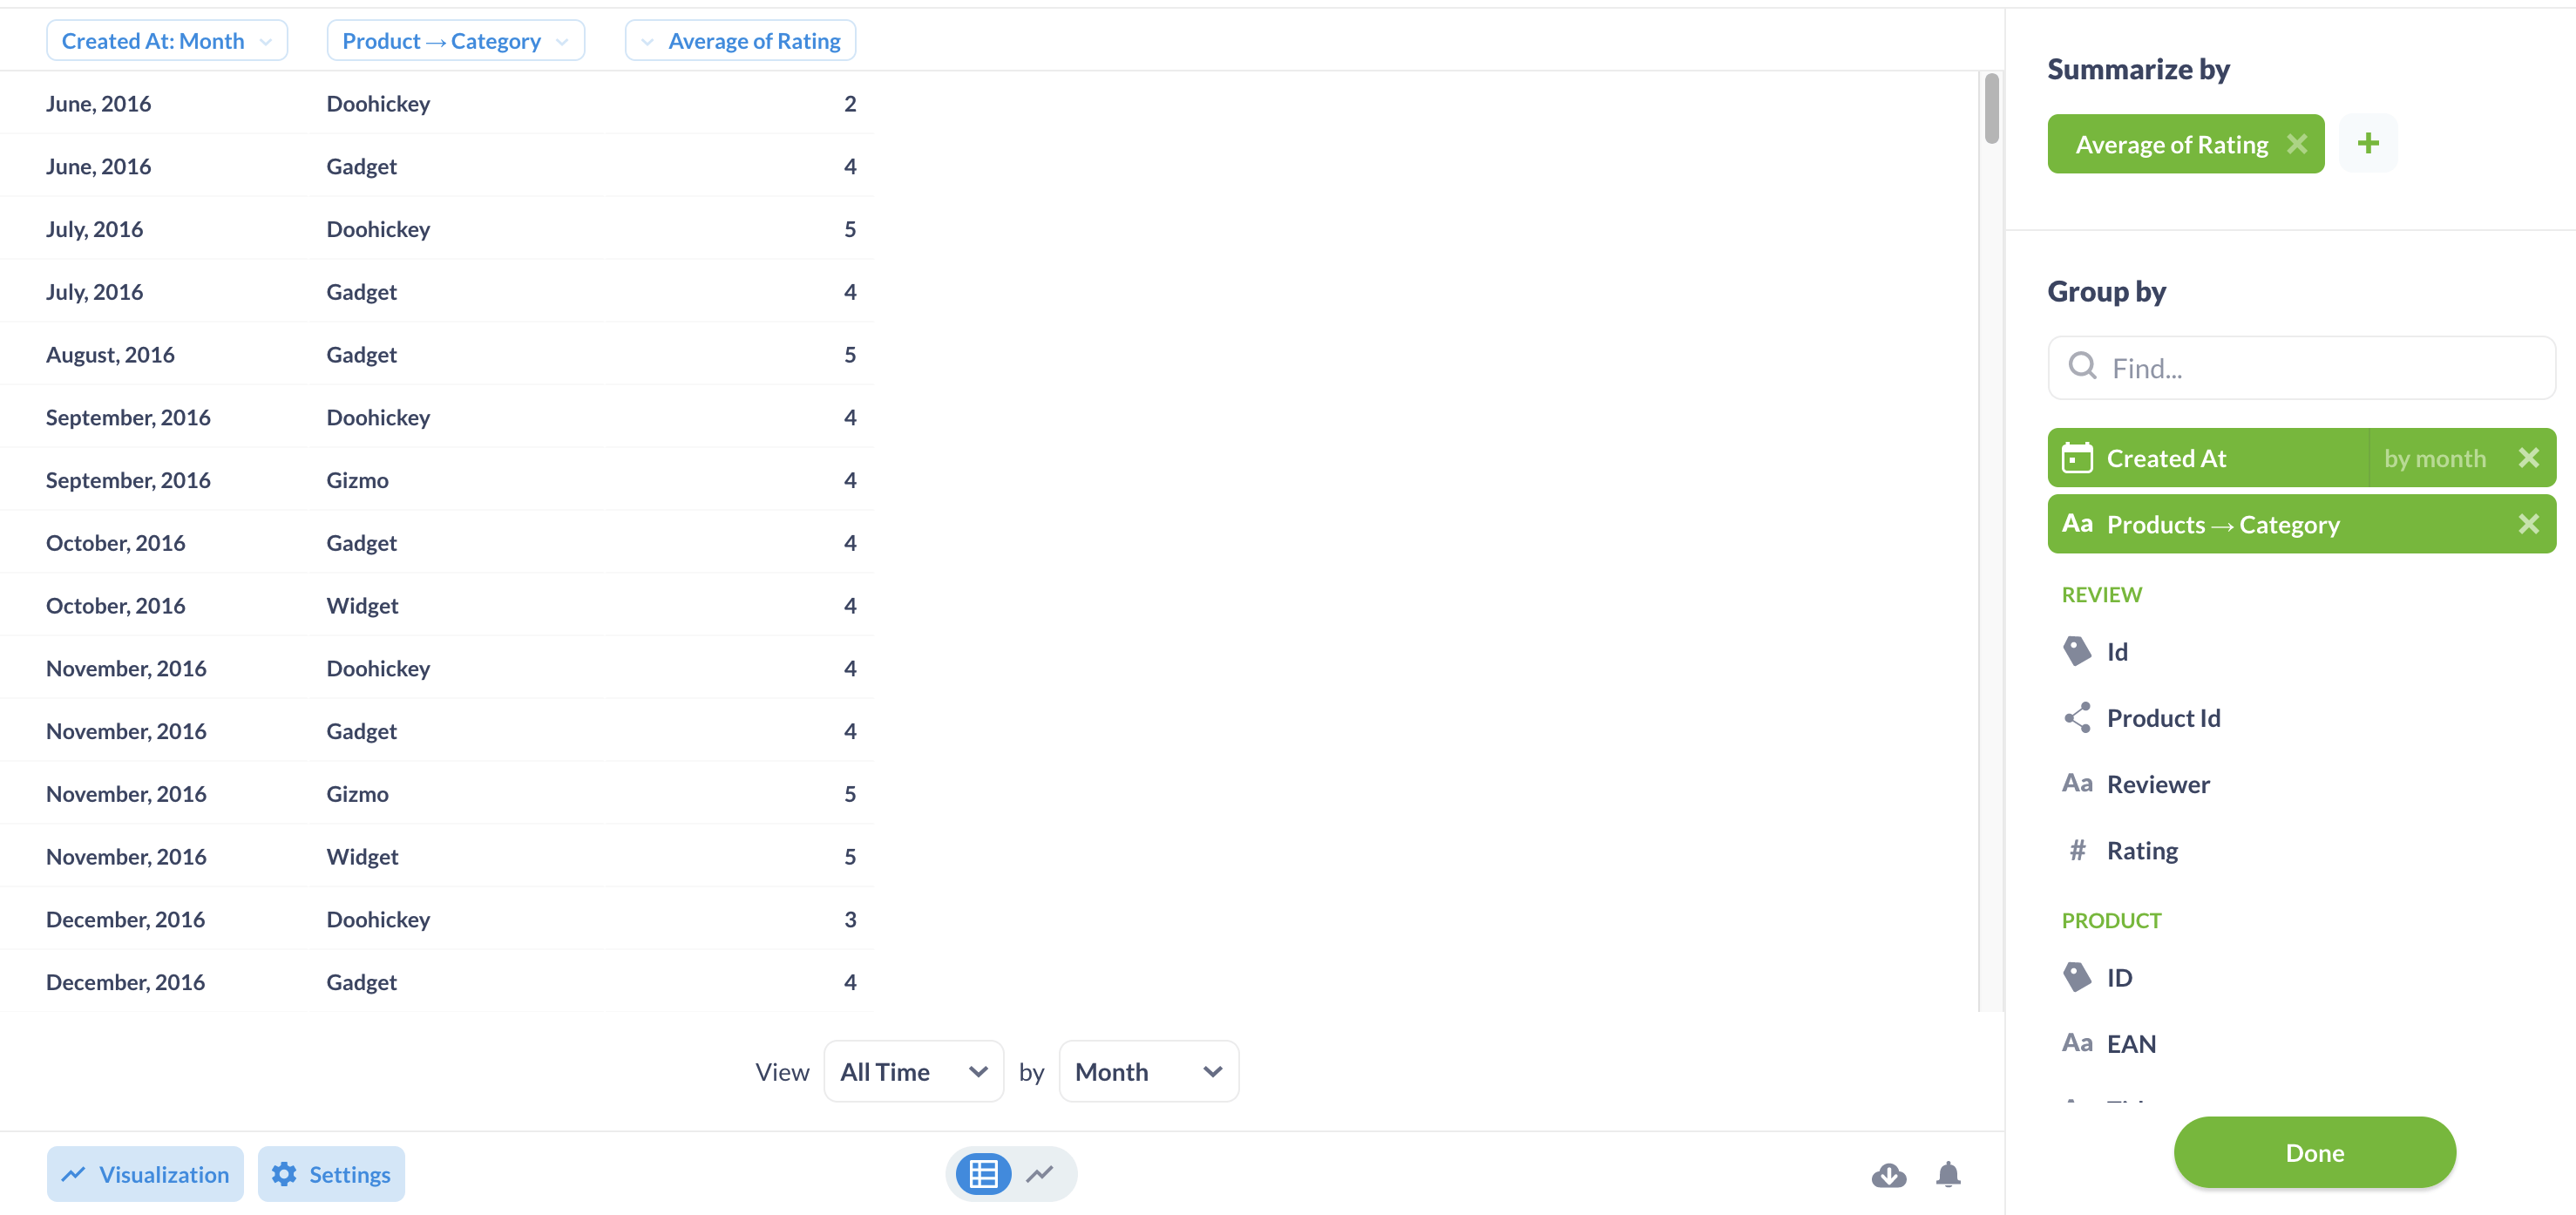 Created At: Month Product → Category Average of Rating
June, 2016 Doohickey 2
June, 2016 Gadget 4
July, 2016 Doohickey 5
July, 2016 Gadget 4
August, 2016 Gadget 5
September, 2016 Doohickey 4
September, 2016 Gizmo 4
October, 2016 Gadget 4
October, 2016 Widget 4
November, 2016 Doohickey 4
November, 2016 Gadget 4
November, 2016 Gizmo 5
November, 2016 Widget 5
December, 2016 Doohickey 3
December, 2016 Gadget 4
View All Time by Month
Visualization Settings
Summarize by
Average of Rating
Group by
Find...
Created At by month
Aa Products → Category
REVIEW
Id
Product Id
Aa Reviewer
# Rating
PRODUCT
ID
Aa EAN
Done